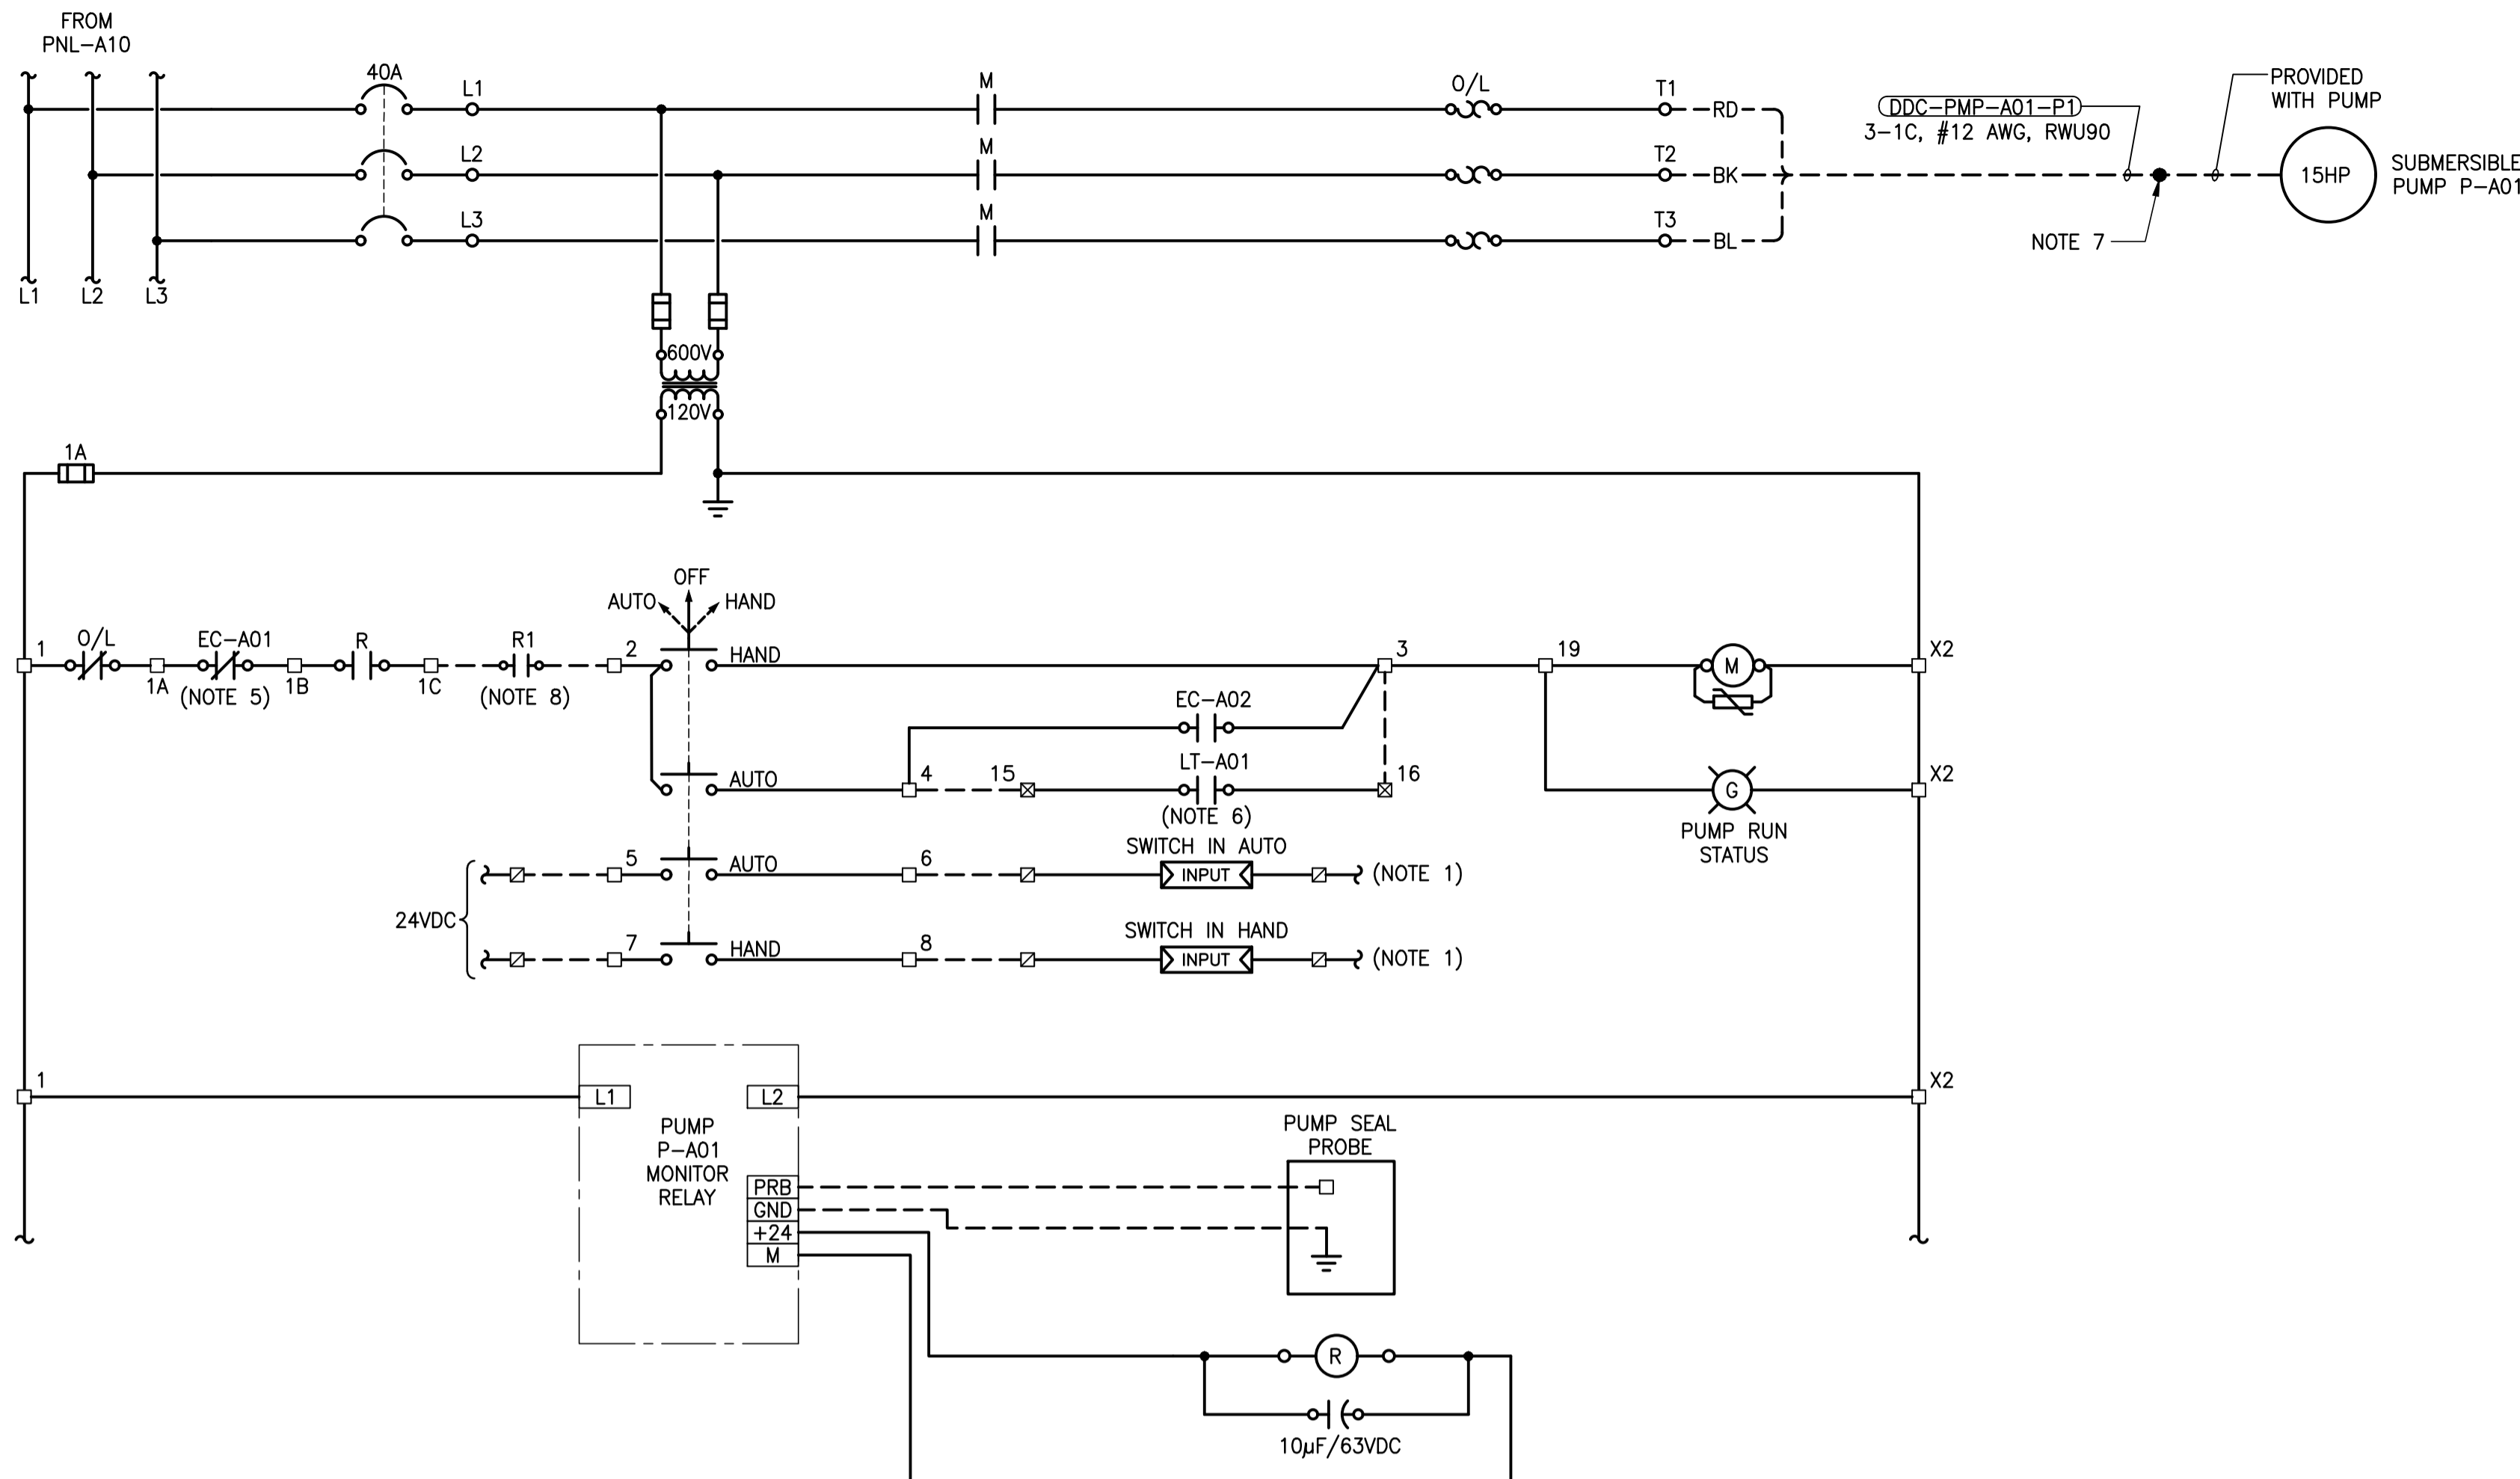 FROM
PNL-A10
40A
L1
M
O/L
T1
RD
DDC-PMP-A01-P1
3-1C, #12 AWG, RWU90
PROVIDED
WITH PUMP
L2
M
T2
BK
15HP
SUBMERSIBLE
PUMP P-A01
L3
M
T3
BL
NOTE 7
L1
L2
L3
600V
120V
1A
OFF
AUTO
HAND
1
O/L
EC-A01
R
R1
2
HAND
3
19
M
X2
1A
(NOTE 5)
1B
1C
(NOTE 8)
EC-A02
LT-A01
AUTO
4
15
16
G
X2
(NOTE 6)
PUMP RUN
STATUS
SWITCH IN AUTO
5
AUTO
6
INPUT
(NOTE 1)
24VDC
SWITCH IN HAND
7
HAND
8
INPUT
(NOTE 1)
1
L1
L2
X2
PUMP
P-A01
MONITOR
RELAY
PUMP SEAL
PROBE
PRB
GND
+24
M
R
10µF/63VDC